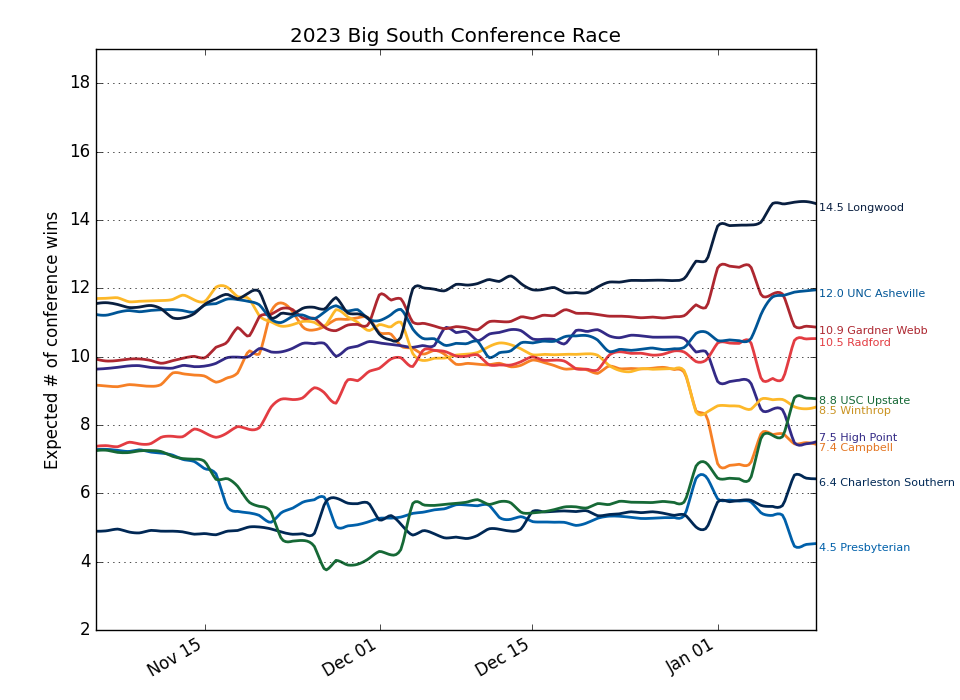 2023 Big South Conference Race
Expected # of conference wins
18
16
14
12
10
8
6
4
2
Nov 15
Dec 01
Dec 15
Jan 01
14.5 Longwood
12.0 UNC Asheville
10.9 Gardner Webb
10.5 Radford
8.8 USC Upstate
8.5 Winthrop
7.5 High Point
7.4 Campbell
6.4 Charleston Southern
4.5 Presbyterian